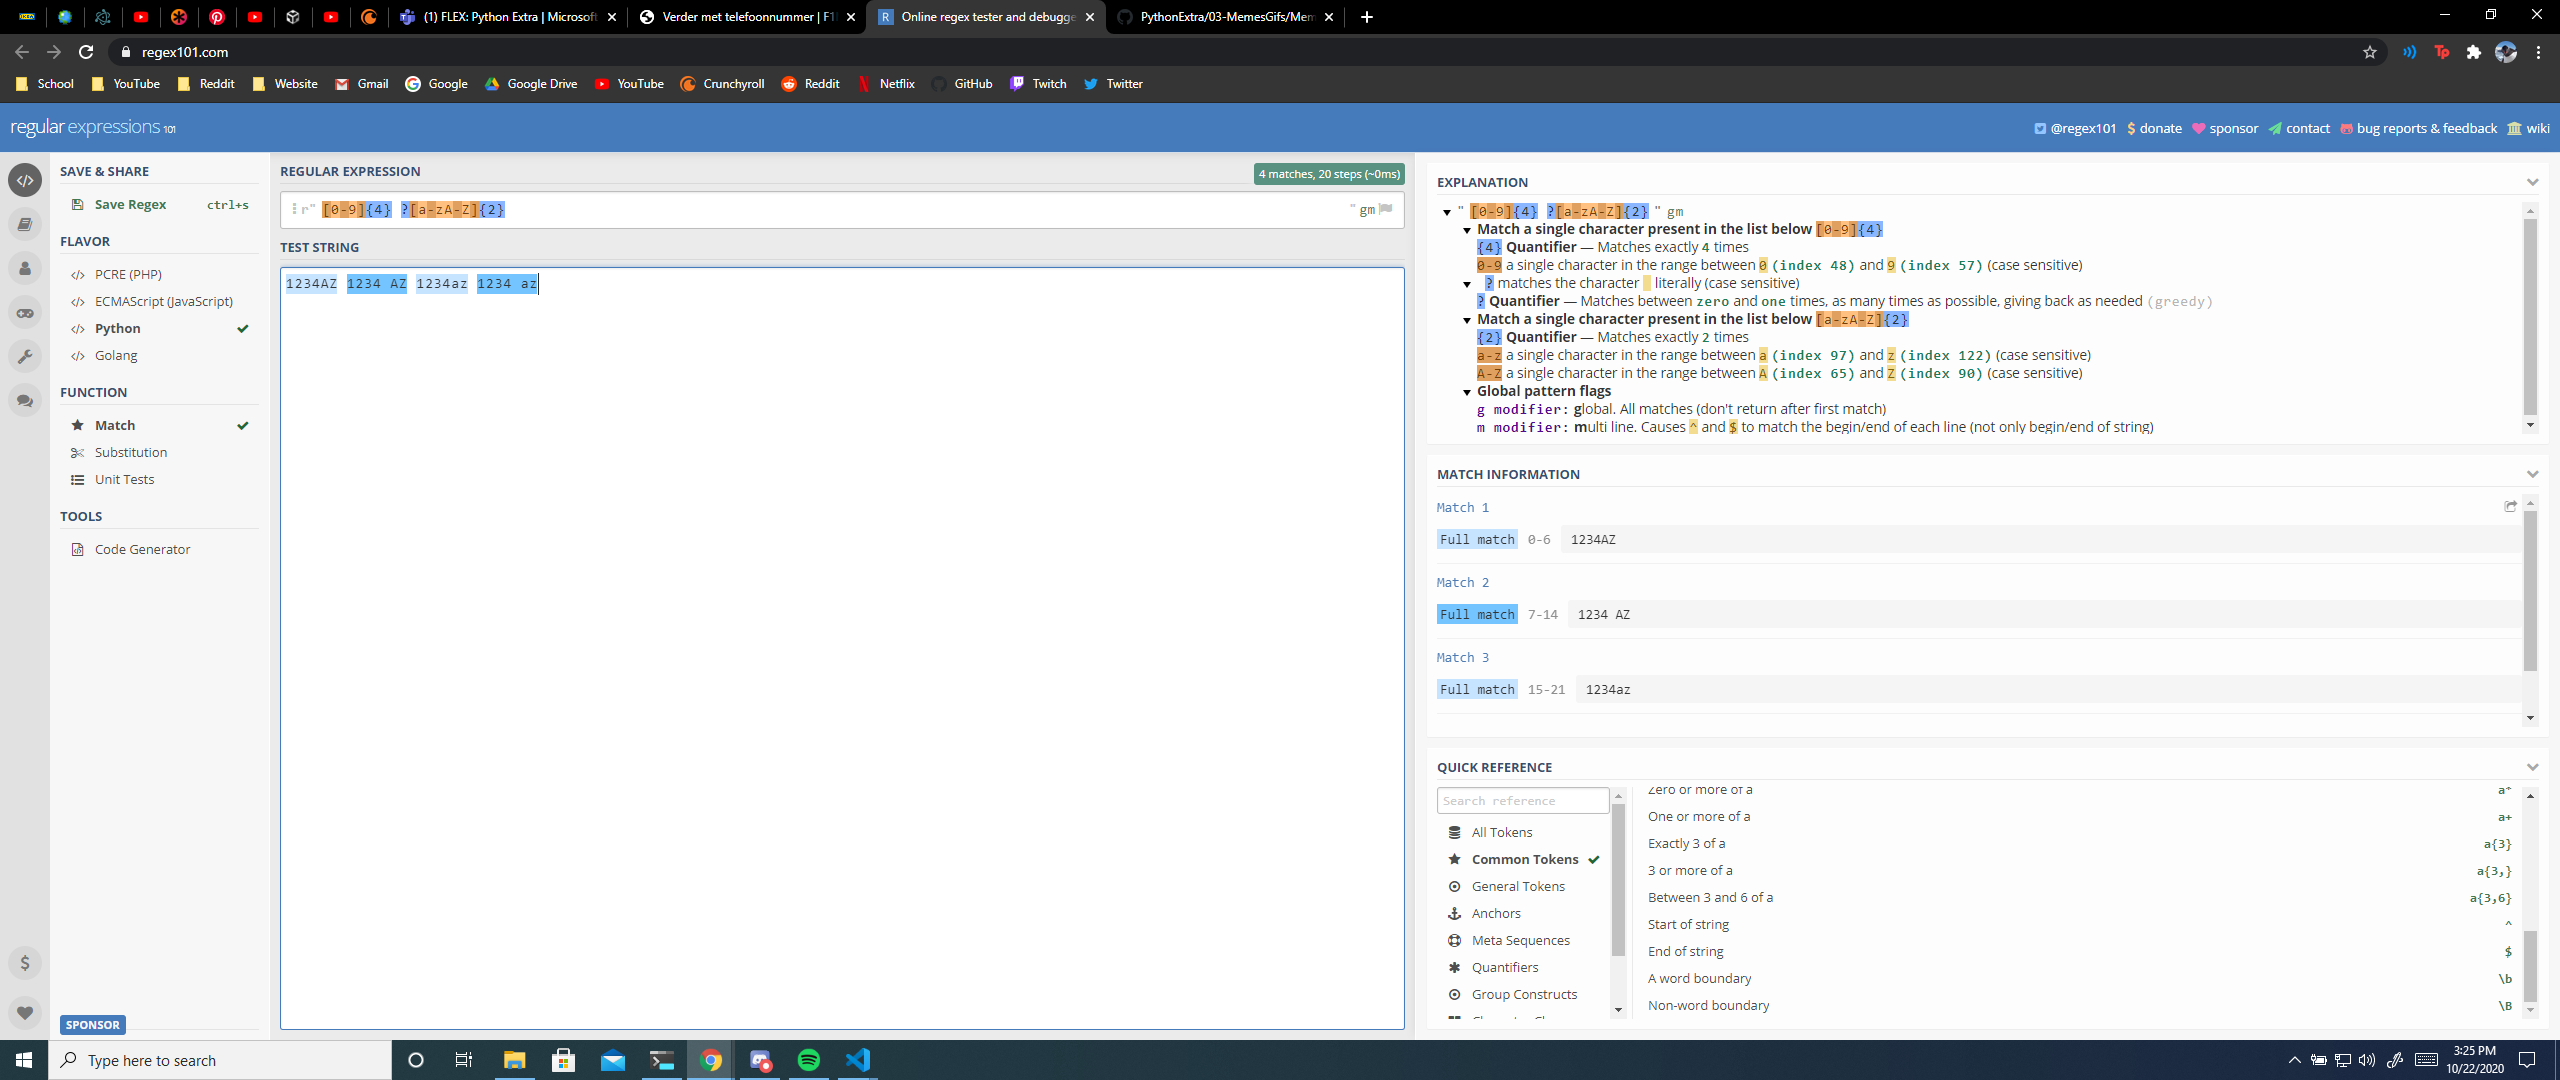 (1) FLEX: Python Extra | Microsoft
Verder met telefoonnummer | F1
Online regex tester and debugge
PythonExtra/03-MemesGifs/Mem
regex101.com
School YouTube Reddit Website Gmail Google Google Drive YouTube Crunchyroll Reddit Netflix GitHub Twitch Twitter
regular expressions 101
@regex101 donate sponsor contact bug reports & feedback wiki
SAVE & SHARE
Save Regex ctrl+s
FLAVOR
PCRE (PHP)
ECMAScript (JavaScript)
Python
Golang
FUNCTION
Match
Substitution
Unit Tests
TOOLS
Code Generator
SPONSOR
REGULAR EXPRESSION 4 matches, 20 steps (~0ms)
r" [0-9]{4} ?[a-zA-Z]{2} " gm
TEST STRING
1234AZ 1234 AZ 1234az 1234 az
EXPLANATION
" [0-9]{4} ?[a-zA-Z]{2} " gm
Match a single character present in the list below [0-9]{4}
{4} Quantifier — Matches exactly 4 times
0-9 a single character in the range between 0 (index 48) and 9 (index 57) (case sensitive)
? matches the character   literally (case sensitive)
? Quantifier — Matches between zero and one times, as many times as possible, giving back as needed (greedy)
Match a single character present in the list below [a-zA-Z]{2}
{2} Quantifier — Matches exactly 2 times
a-z a single character in the range between a (index 97) and z (index 122) (case sensitive)
A-Z a single character in the range between A (index 65) and Z (index 90) (case sensitive)
Global pattern flags
g modifier: global. All matches (don't return after first match)
m modifier: multi line. Causes ^ and $ to match the begin/end of each line (not only begin/end of string)
MATCH INFORMATION
Match 1
Full match 0-6 1234AZ
Match 2
Full match 7-14 1234 AZ
Match 3
Full match 15-21 1234az
QUICK REFERENCE
Search reference
All Tokens
Common Tokens
General Tokens
Anchors
Meta Sequences
Quantifiers
Group Constructs
Zero or more of a a*
One or more of a a+
Exactly 3 of a a{3}
3 or more of a a{3,}
Between 3 and 6 of a a{3,6}
Start of string ^
End of string $
A word boundary \b
Non-word boundary \B
Type here to search
3:25 PM
10/22/2020